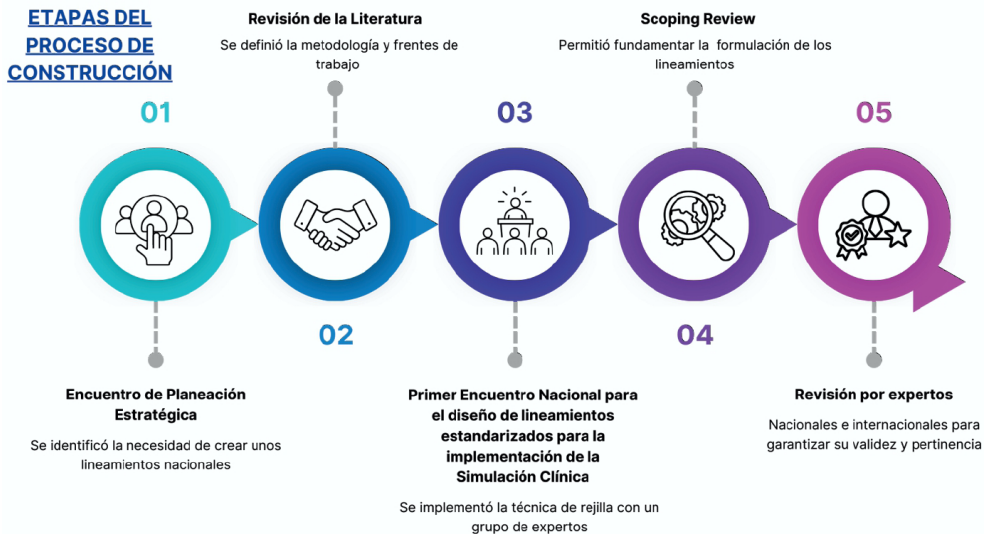 ETAPAS DEL
PROCESO DE
CONSTRUCCIÓN
01
Encuentro de Planeación
Estratégica
Se identificó la necesidad de crear unos
lineamientos nacionales
Revisión de la Literatura
Se definió la metodología y frentes de
trabajo
02
03
Primer Encuentro Nacional para
el diseño de lineamientos
estandarizados para la
implementación de la
Simulación Clínica
Se implementó la técnica de rejilla con un
grupo de expertos
Scoping Review
Permitió fundamentar la formulación de los
lineamientos
04
05
Revisión por expertos
Nacionales e internacionales para
garantizar su validez y pertinencia